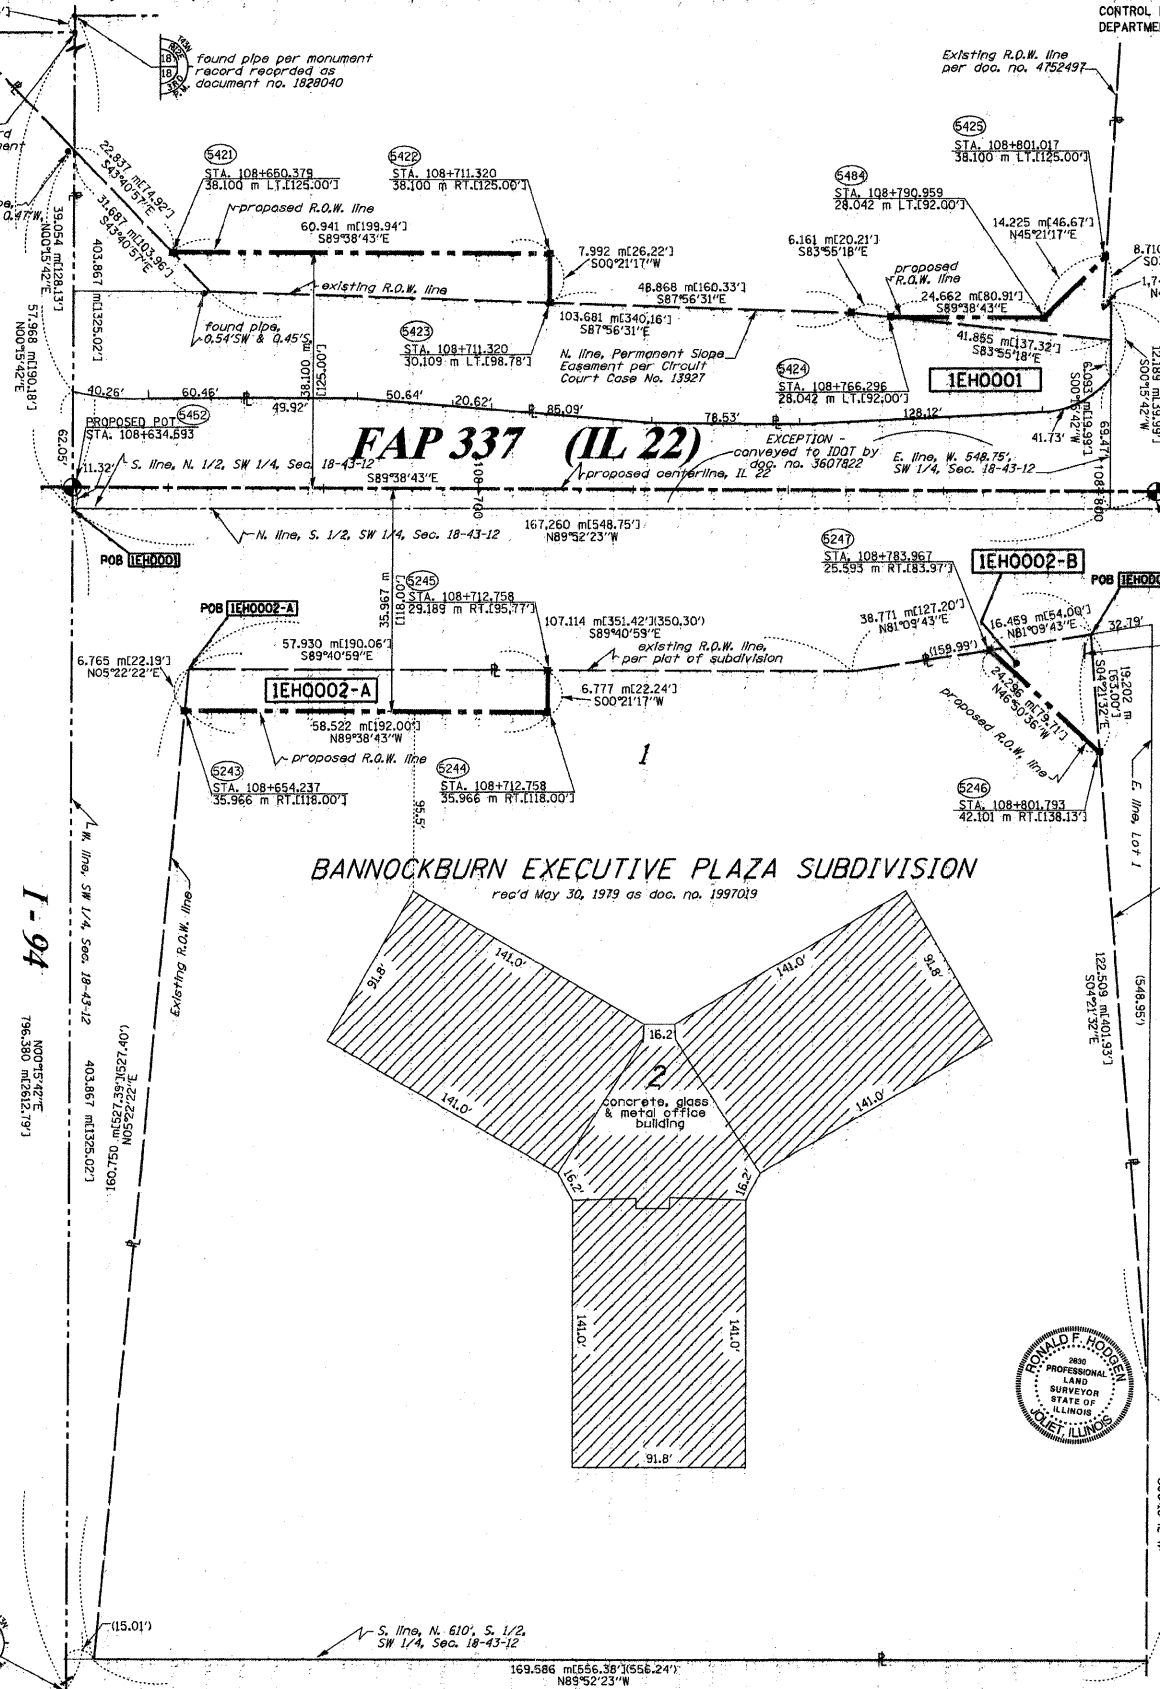 CONTROL
DEPARTME
found pipe per monument
record recorded as
document no. 1828040
18
18
Existing R.O.W. line
per doc. no. 4752497
5421
STA. 108+650.379
38.100 m LT.[125.00']
5422
STA. 108+711.320
38.100 m RT.[125.00']
5425
STA. 108+801.017
38.100 m LT.[125.00']
5484
STA. 108+790.959
28.042 m LT.[92.00']
22.837 m[74.92']
S43°40'57"E
31.687 m[103.96']
S43°40'57"E
proposed R.O.W. line
60.941 m[199.94']
S89°38'43"E
7.992 m[26.22']
S00°21'17"W
6.161 m[20.21']
S83°55'18"E
14.225 m[46.67']
N45°21'17"E
proposed
R.O.W. line
24.662 m[80.91']
S89°38'43"E
existing R.O.W. line
48.868 m[160.33']
S87°56'31"E
103.681 m[340.16']
S87°56'31"E
41.855 m[137.32']
S83°55'18"E
found pipe,
0.54'SW & 0.45'S
5423
STA. 108+711.320
30.109 m LT.[98.78']
N. line, Permanent Slope
Easement per Circuit
Court Case No. 13927
5424
STA. 108+766.296
28.042 m LT.[92.00']
1EH0001
39.054 m[128.13']
N00°15'42"E
403.867 m[1325.02']
57.968 m[190.18']
N00°15'42"E
62.05'
38.100 m
[125.00']
6.093 m[19.99']
S00°15'42"W
12.189 m[39.99']
S00°15'42"W
63.47'
40.26'
60.46'
49.92'
50.64'
20.62'
85.09'
78.53'
128.12'
41.73'
PROPOSED POT
5452
STA. 108+634.593
11.32'
S. line, N. 1/2, SW 1/4, Sec. 18-43-12
FAP 337 (IL 22)
S89°38'43"E
108+700
proposed centerline, IL 22
EXCEPTION -
conveyed to IDOT by
doc. no. 3607822
E. line, W. 548.75',
SW 1/4, Sec. 18-43-12
108+800
N. line, S. 1/2, SW 1/4, Sec. 18-43-12
167.260 m[548.75']
N89°52'23"W
POB 1EH0001
POB 1EH0002-A
35.967 m
[118.00']
5245
STA. 108+712.758
29.189 m RT.[95.77']
5247
STA. 108+783.967
25.593 m RT.[83.97']
1EH0002-B
POB 1EH000
6.765 m[22.19']
N05°22'22"E
57.930 m[190.06']
S89°40'59"E
107.114 m[351.42'](350.30')
S89°40'59"E
existing R.O.W. line,
per plat of subdivision
38.771 m[127.20']
N81°09'43"E
16.459 m[54.00']
N81°09'43"E
32.79'
(159.99')
1EH0002-A
58.522 m[192.00']
N89°38'43"W
6.777 m[22.24']
S00°21'17"W
24.296 m[79.71']
N46°50'36"W
proposed R.O.W. line
19.202 m
[63.00']
S04°21'32"E
proposed R.O.W. line
5243
STA. 108+654.237
35.966 m RT.[118.00']
5244
STA. 108+712.758
35.966 m RT.[118.00']
1
5246
STA. 108+801.793
42.101 m RT.[138.13']
E. line, Lot 1
95.5'
BANNOCKBURN EXECUTIVE PLAZA SUBDIVISION
rec'd May 30, 1979 as doc. no. 1997019
I - 94
W. line, SW 1/4, Sec. 18-43-12
403.867 m[1325.02']
Existing R.O.W. line
N00°15'42"E
796.380 m[2612.79']
160.750 m[527.39'](527.40')
N05°22'22"E
122.509 m[401.93']
S04°21'32"E
(548.95')
141.0'
91.8'
141.0'
141.0'
91.8'
141.0'
16.2'
2
concrete, glass
& metal office
building
16.2'
16.2'
141.0'
141.0'
91.8'
RONALD F. HODGEN
2830
PROFESSIONAL
LAND
SURVEYOR
STATE OF
ILLINOIS
JOLIET, ILLINOIS
(15.01')
S. line, N. 610', S. 1/2,
SW 1/4, Sec. 18-43-12
169.586 m[556.38'](556.24')
N89°52'23"W